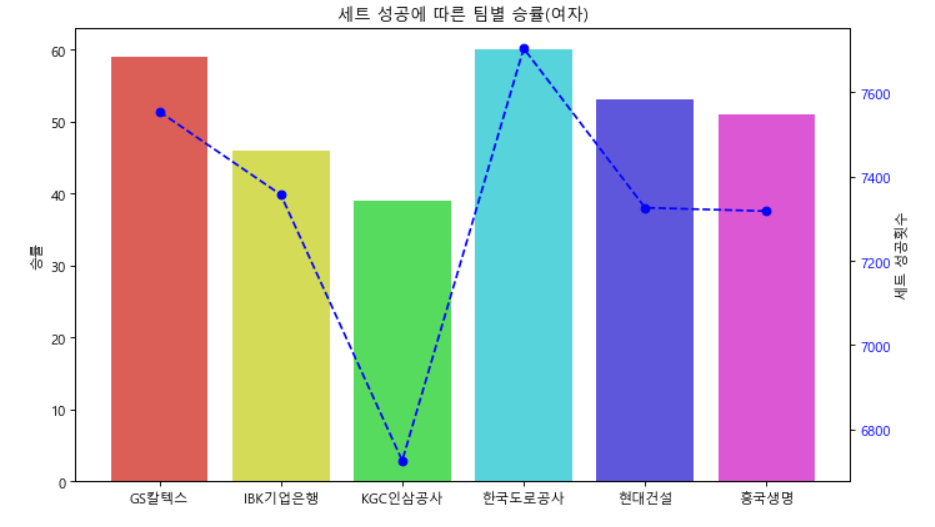 세트 성공에 따른 팀별 승률(여자)
60
50
40
30
20
10
0
승률
7600
7400
7200
7000
6800
세트 성공횟수
GS칼텍스
IBK기업은행
KGC인삼공사
한국도로공사
현대건설
흥국생명